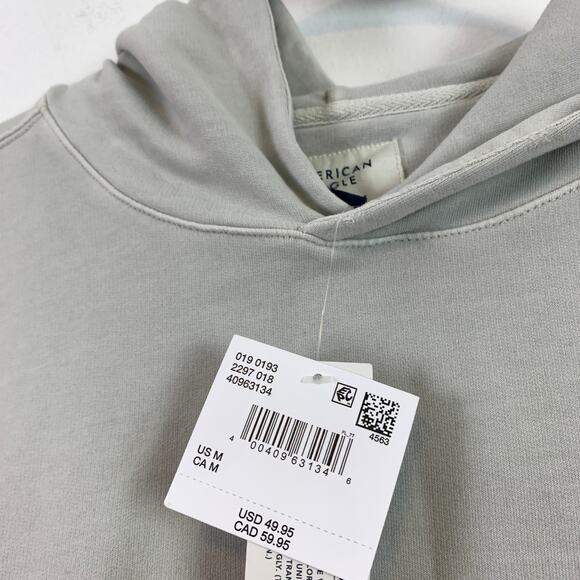 ERICAN
GLE
019 0193
2297 018
40963134
FL_77
4563
4 00409 63134 6
US M
CA M
USD 49.95
CAD 59.95